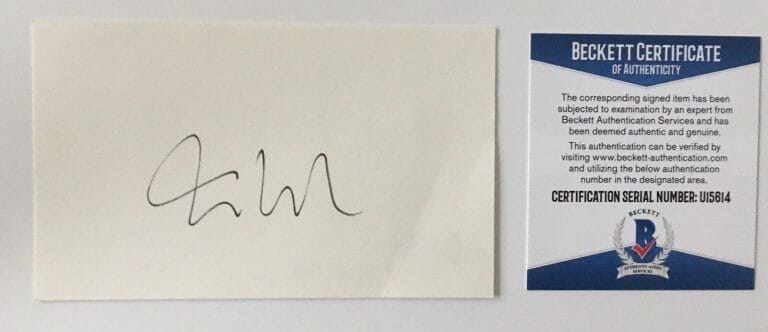 BECKETT CERTIFICATE
OF AUTHENTICITY
The corresponding signed item has been
subjected to examination by an expert from
Beckett Authentication Services and has
been deemed authentic and genuine.
This authentication can be verified by
visiting www.beckett-authentication.com
and utilizing the below authentication
number in the designated area.
CERTIFICATION SERIAL NUMBER: U15614
BECKETT
B
AUTHENTICATION
SERVICES